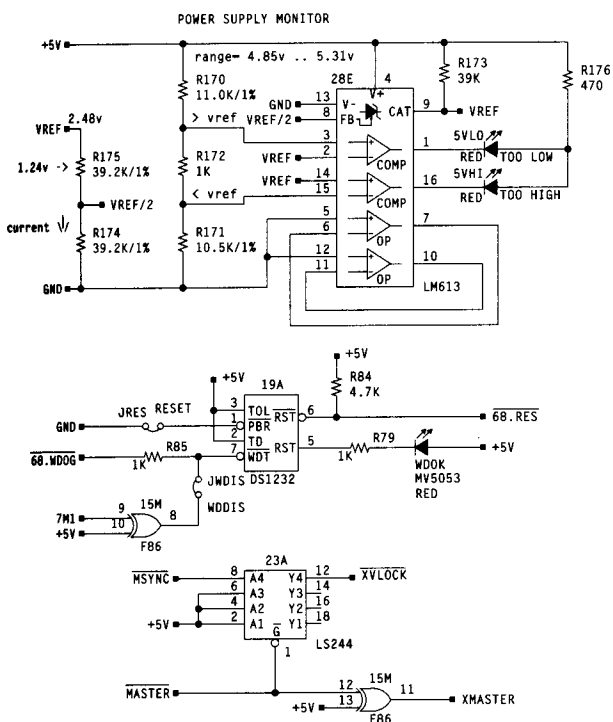 POWER SUPPLY MONITOR
+5V
range= 4.85v .. 5.31v
R170
11.0K/1%
> vref
R172
1K
< vref
R171
10.5K/1%
2.48v
VREF
1.24v ->
R175
39.2K/1%
VREF/2
current
R174
39.2K/1%
GND
28E
4
V+
GND
13
V-
VREF/2
8
FB
CAT
9
VREF
R173
39K
R176
470
3
VREF
2
COMP
1
5VLO
RED
TOO LOW
VREF
14
15
COMP
16
5VHI
RED
TOO HIGH
5
6
OP
7
12
11
OP
10
LM613
+5V
19A
3
TOL
1
PBR
2
TD
7
WDT
RST
6
RST
5
DS1232
+5V
R84
4.7K
68.RES
GND
JRES
RESET
68.WDOG
R85
1K
JWDIS
WDDIS
R79
1K
WDOK
MV5053
RED
+5V
7M1
9
+5V
10
15M
8
F86
23A
MSYNC
8
A4
Y4
12
XVLOCK
6
A3
Y3
14
4
A2
Y2
16
+5V
2
A1
Y1
18
G
1
LS244
MASTER
12
+5V
13
15M
11
XMASTER
F86